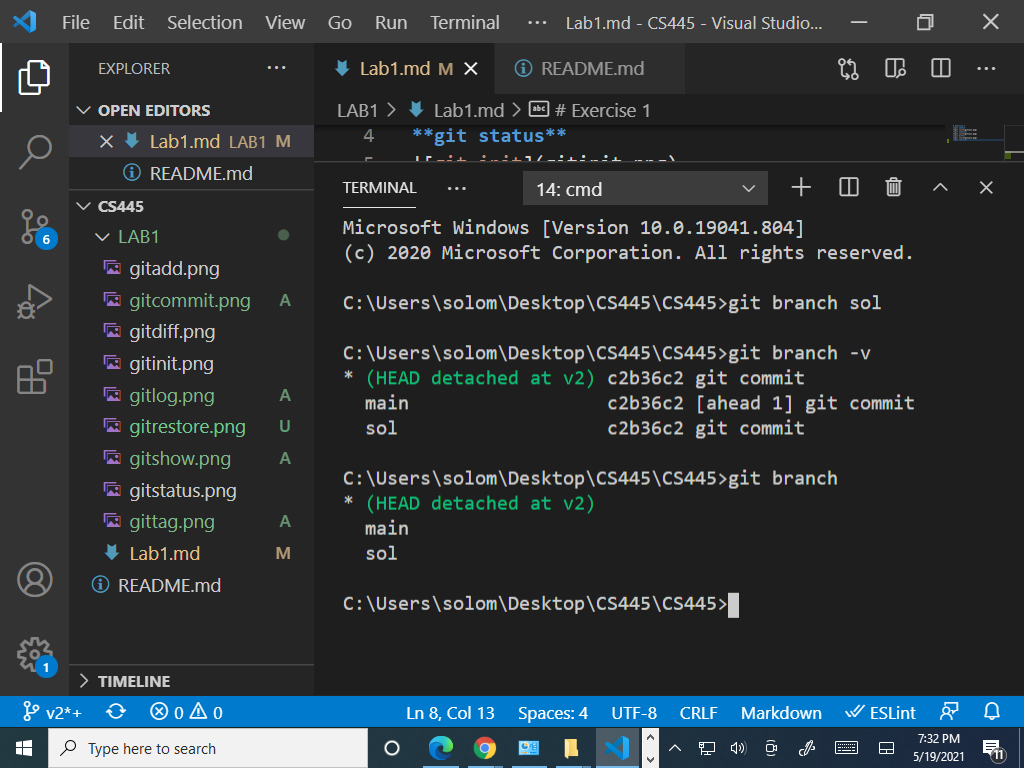 File Edit Selection View Go Run Terminal ··· Lab1.md - CS445 - Visual Studio...
EXPLORER ···
Lab1.md M README.md
OPEN EDITORS
Lab1.md LAB1 M
README.md
CS445
LAB1
gitadd.png
gitcommit.png A
gitdiff.png
gitinit.png
gitlog.png A
gitrestore.png U
gitshow.png A
gitstatus.png
gittag.png A
Lab1.md M
README.md
TIMELINE
6
1
LAB1 > Lab1.md > abc # Exercise 1
4 **git status**
5 ![git init](gitinit.png)
TERMINAL ··· 14: cmd
Microsoft Windows [Version 10.0.19041.804]
(c) 2020 Microsoft Corporation. All rights reserved.
C:\Users\solom\Desktop\CS445\CS445>git branch sol
C:\Users\solom\Desktop\CS445\CS445>git branch -v
* (HEAD detached at v2) c2b36c2 git commit
main c2b36c2 [ahead 1] git commit
sol c2b36c2 git commit
C:\Users\solom\Desktop\CS445\CS445>git branch
* (HEAD detached at v2)
main
sol
C:\Users\solom\Desktop\CS445\CS445>
v2*+ 0 0 Ln 8, Col 13 Spaces: 4 UTF-8 CRLF Markdown ESLint
Type here to search
7:32 PM
5/19/2021
11